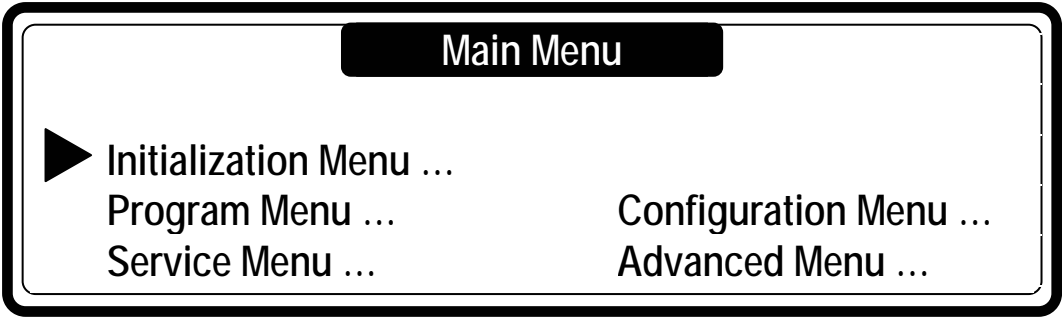 Main Menu
Initialization Menu …
Program Menu … Configuration Menu …
Service Menu … Advanced Menu …